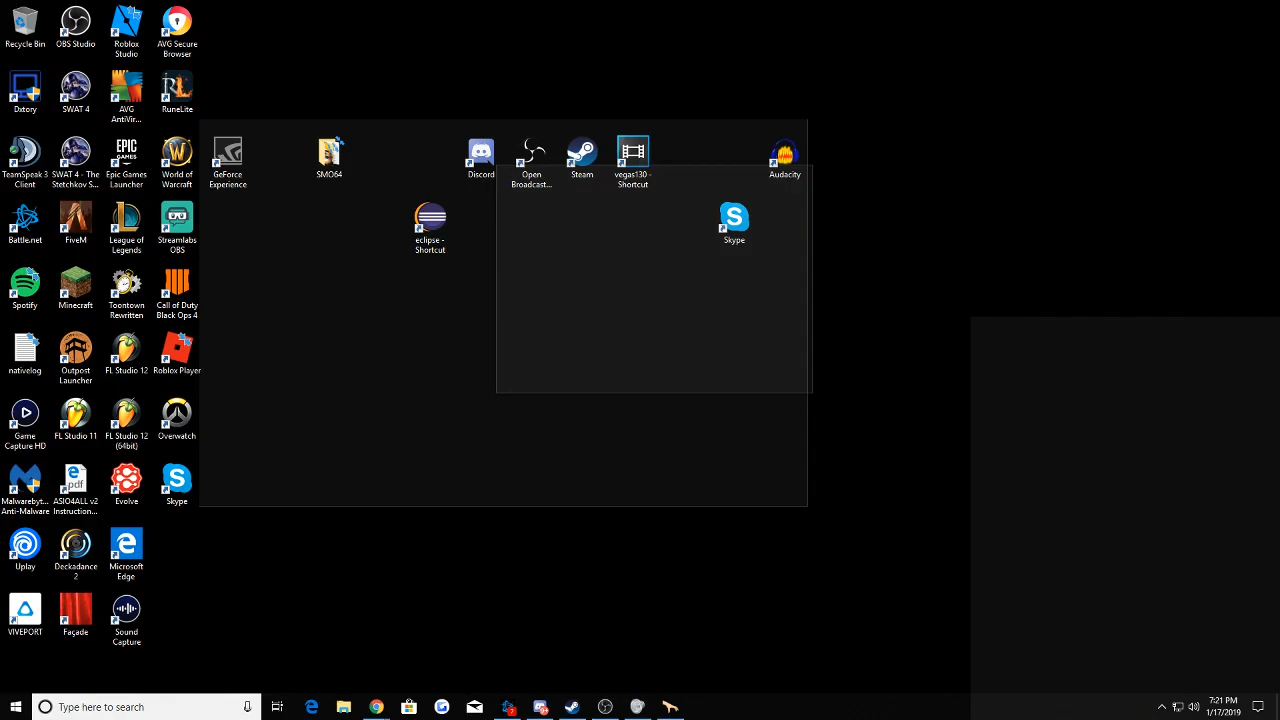 Recycle Bin
OBS Studio
Roblox
Studio
AVG Secure
Browser
Dxtory
SWAT 4
AVG
AntiVir...
RuneLite
TeamSpeak 3
Client
SWAT 4 - The
Stetchkov S...
EPIC
GAMES
Epic Games
Launcher
World of
Warcraft
GeForce
Experience
SMO64
Discord
Open
Broadcast...
Steam
vegas130 -
Shortcut
Audacity
Battle.net
FiveM
League of
Legends
Streamlabs
OBS
eclipse -
Shortcut
Skype
Spotify
Minecraft
Toontown
Rewritten
Call of Duty
Black Ops 4
nativelog
Outpost
Launcher
FL Studio 12
Roblox Player
Game
Capture HD
FL Studio 11
FL Studio 12
(64bit)
Overwatch
Malwareby...
Anti-Malware
pdf
ASIO4ALL v2
Instruction...
Evolve
Skype
Uplay
Deckadance
2
Microsoft
Edge
VIVEPORT
Façade
Sound
Capture
Type here to search
7:21 PM
1/17/2019